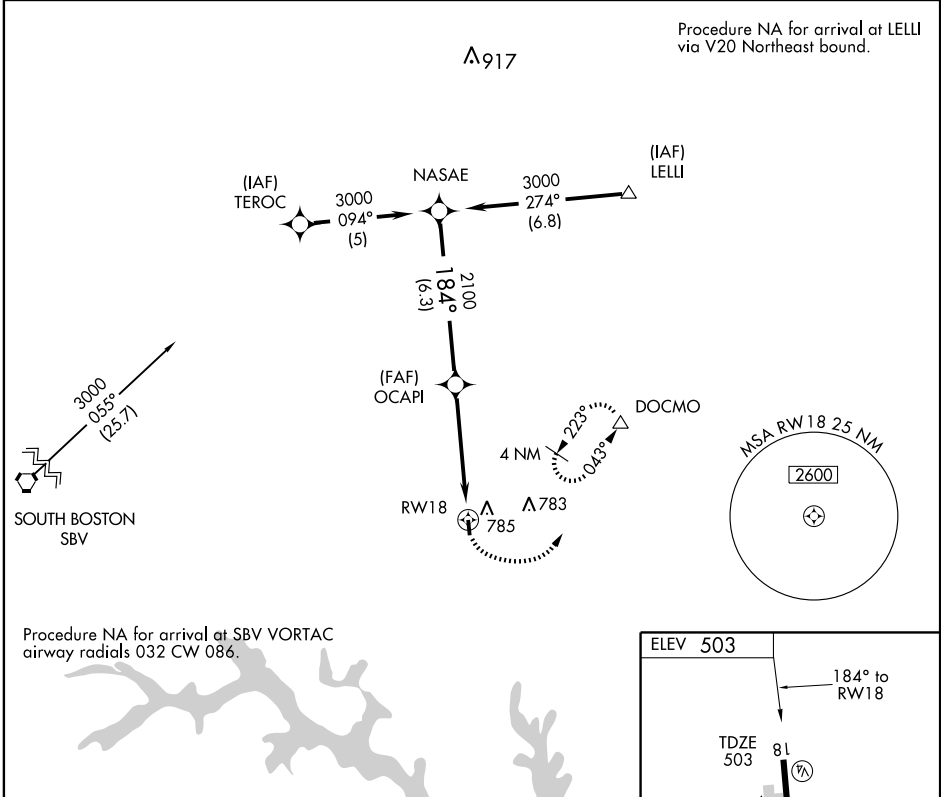 Procedure NA for arrival at LELLI
via V20 Northeast bound.
917
(IAF)
TEROC
3000
094°
(5)
NASAE
3000
274°
(6.8)
(IAF)
LELLI
2100
184°
(6.3)
(FAF)
OCAPI
3000
055°
(25.7)
SOUTH BOSTON
SBV
DOCMO
223°
4 NM
043°
RW18
785
783
MSA RW18 25 NM
2600
Procedure NA for arrival at SBV VORTAC
airway radials 032 CW 086.
ELEV 503
184° to
RW18
TDZE
503
18
V4